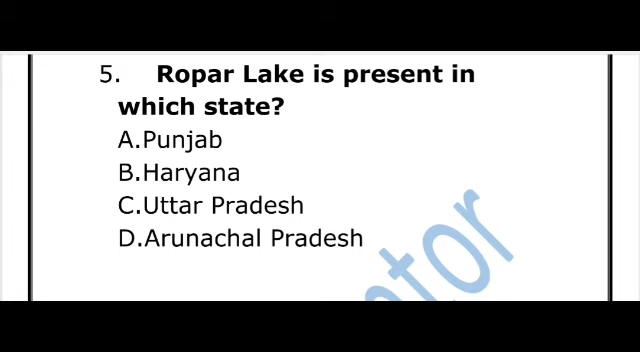 5. Ropar Lake is present in
which state?
A.Punjab
B.Haryana
C.Uttar Pradesh
D.Arunachal Pradesh